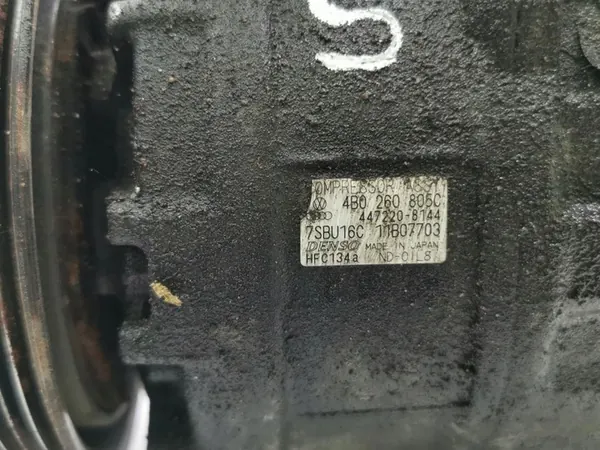 S
COMPRESSOR ASSY
4B0 260 805C
447220-8144
7SBU16C 11B07703
DENSO MADE IN JAPAN
HFC134a ND-OIL8